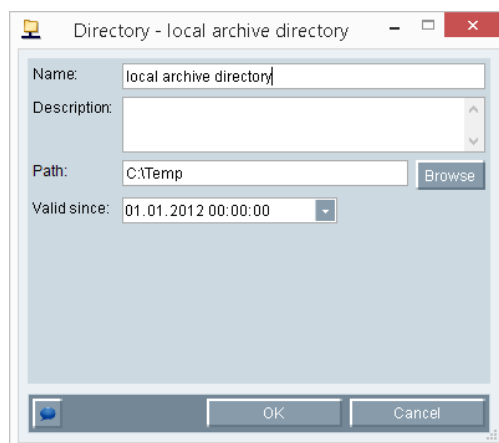 Directory - local archive directory
Name: local archive directory
Description:
Path: C:\Temp Browse
Valid since: 01.01.2012 00:00:00
OK Cancel